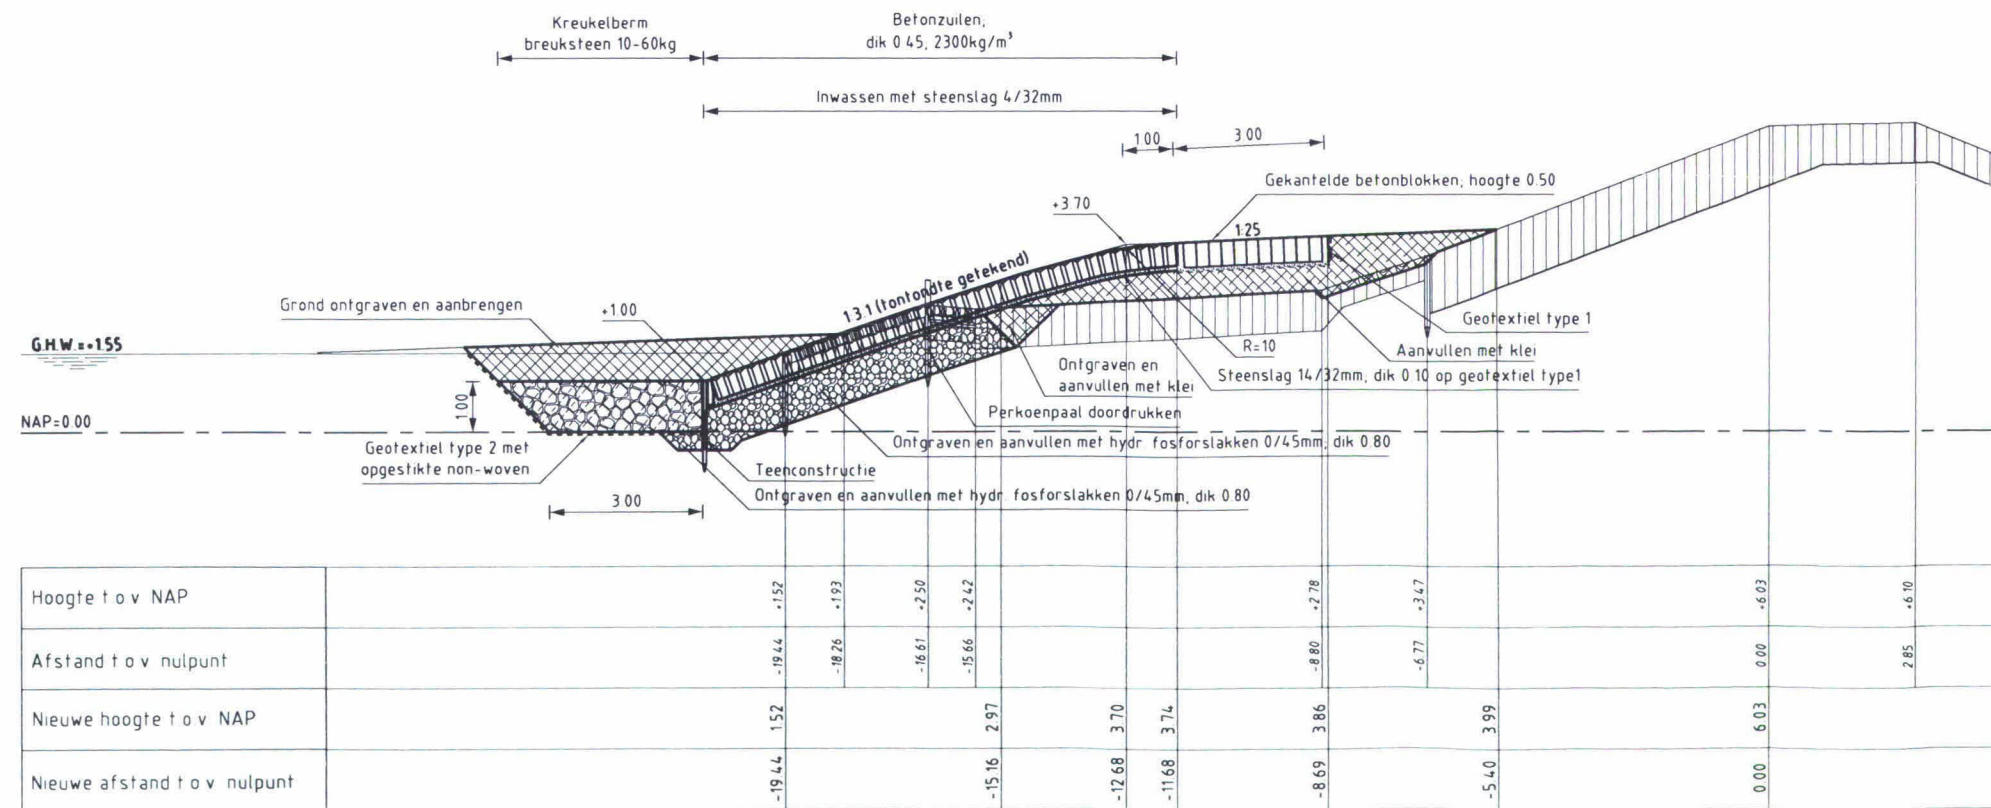 Kreukelberm
breuksteen 10-60kg
Betonzuilen,
dik 0 45, 2300kg/m³
Inwassen met steenslag 4/32mm
1.00
3.00
Gekantelde betonblokken; hoogte 0.50
+3.70
1:25
1:3.1 (tontondte getekend)
Grond ontgraven en aanbrengen
+1.00
G.H.W.=+1.55
1.00
NAP=0.00
Geotextiel type 1
R=10
Aanvullen met klei
Ontgraven en
aanvullen met klei
Steenslag 14/32mm, dik 0.10 op geotextiel type1
Perkoenpaal doordrukken
Ontgraven en aanvullen met hydr. fosforslakken 0/45mm, dik 0.80
Geotextiel type 2 met
opgestikte non-woven
Teenconstructie
Ontgraven en aanvullen met hydr. fosforslakken 0/45mm, dik 0.80
3.00
Hoogte t o v NAP +1.52 +1.93 +2.50 +2.42 +2.78 +3.47 +6.03 +6.10
Afstand t o v nulpunt -19.44 -18.26 -16.61 -15.66 -8.80 -6.77 0.00 2.85
Nieuwe hoogte t o v NAP 1.52 2.97 3.70 3.74 3.86 3.99 6.03
Nieuwe afstand t o v nulpunt -19.44 -15.16 -12.68 -11.68 -8.69 -5.40 0.00